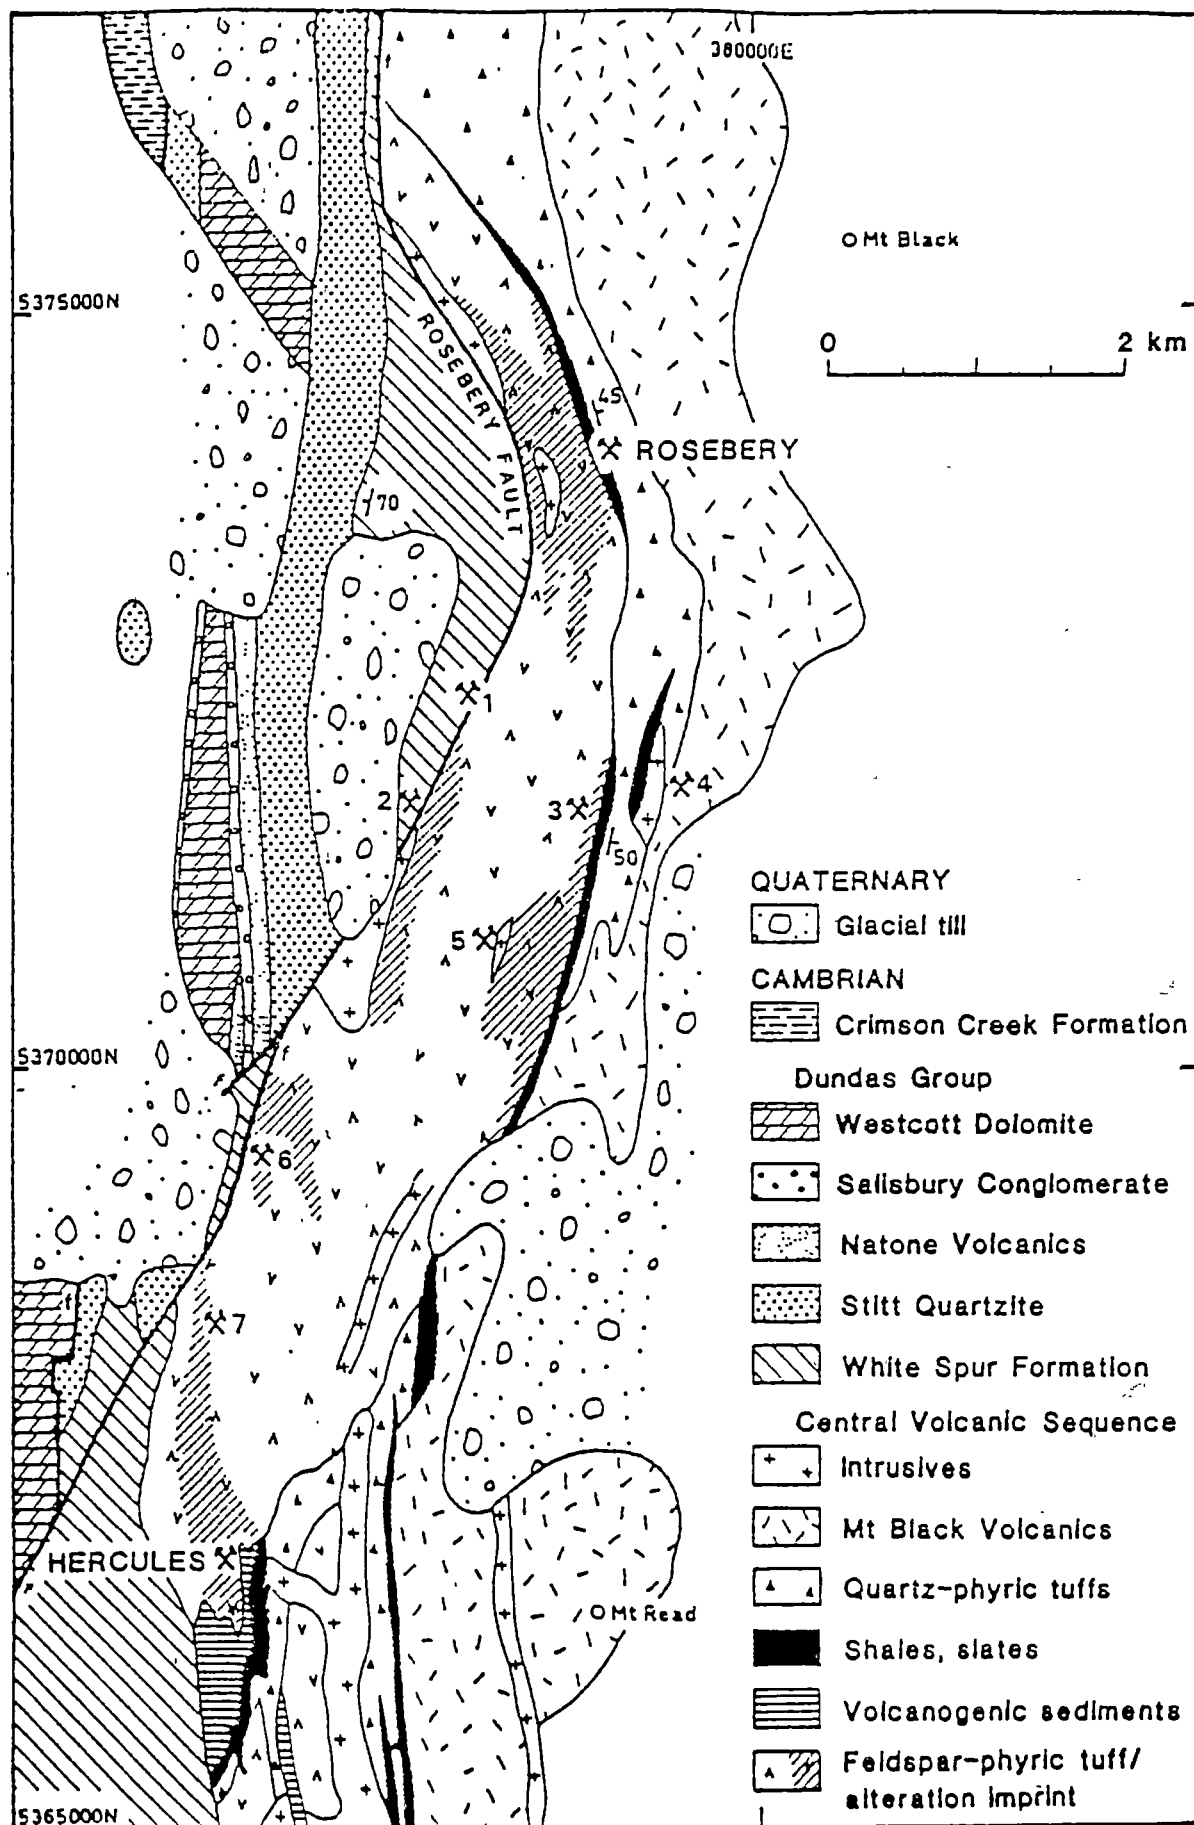 380000E
Mt Black
5375000N
0 2 km
ROSEBERY FAULT
45
ROSEBERY
70
1
2
3
4
50
5
QUATERNARY
Glacial till
CAMBRIAN
Crimson Creek Formation
5370000N
Dundas Group
Westcott Dolomite
6
Salisbury Conglomerate
Natone Volcanics
Stitt Quartzite
7
White Spur Formation
Central Volcanic Sequence
Intrusives
Mt Black Volcanics
HERCULES
Quartz-phyric tuffs
Mt Read
Shales, slates
Volcanogenic sediments
Feldspar-phyric tuff/
alteration imprint
5365000N
f
f
f
f